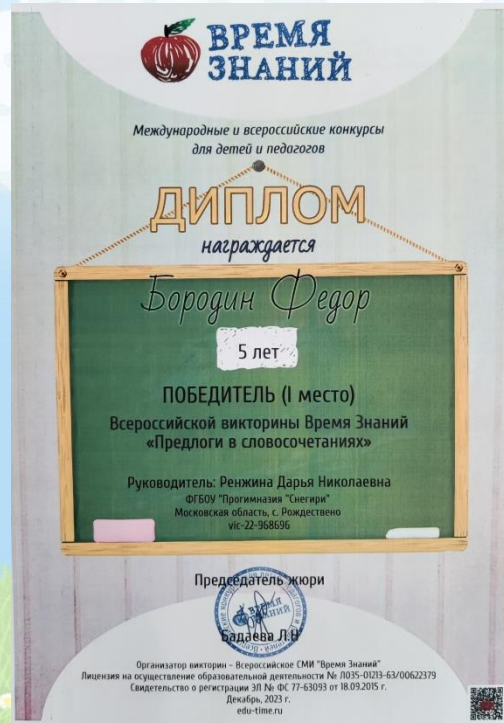 ВРЕМЯ
ЗНАНИЙ
Международные и всероссийские конкурсы
для детей и педагогов
ДИПЛОМ
награждается
Бородин Федор
5 лет
ПОБЕДИТЕЛЬ (I место)
Всероссийской викторины Время Знаний
«Предлоги в словосочетаниях»
Руководитель: Ренжина Дарья Николаевна
ФГБОУ "Прогимназия "Снегири"
Московская область, с. Рождествено
vic-22-968696
Председатель жюри
ВРЕМЯ
ЗНАНИЙ
Бадаева Л.Н
Организатор викторин - Всероссийское СМИ "Время Знаний"
Лицензия на осуществление образовательной деятельности № Л035-01213-63/00622379
Свидетельство о регистрации ЭЛ № ФС 77-63093 от 18.09.2015 г.
Декабрь, 2023 г.
edu-time.ru